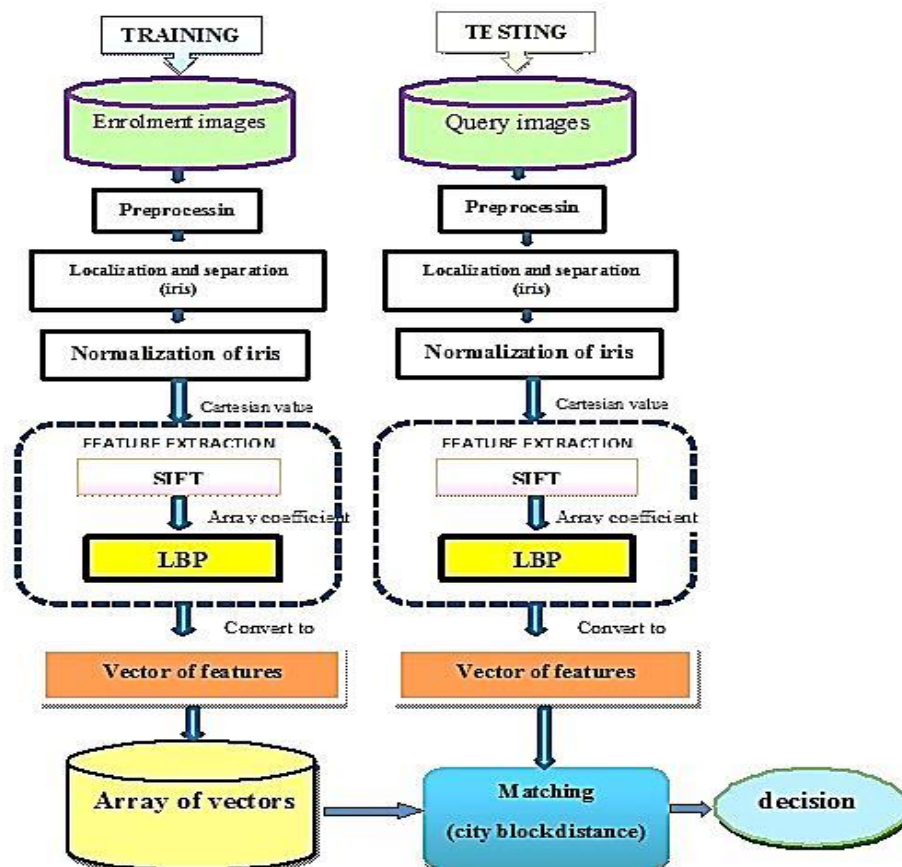 TRAINING
Enrolment images
Preprocessin
Localization and separation
(iris)
Normalization of iris
Cartesian value
FEATURE EXTRACTION
SIFT
Array coefficient
LBP
Convert to
Vector of features
Array of vectors
TESTING
Query images
Preprocessin
Localization and separation
(iris)
Normalization of iris
Cartesian value
FEATURE EXTRACTION
SIFT
Array coefficient
LBP
Convert to
Vector of features
Matching
(city blockdistance)
decision